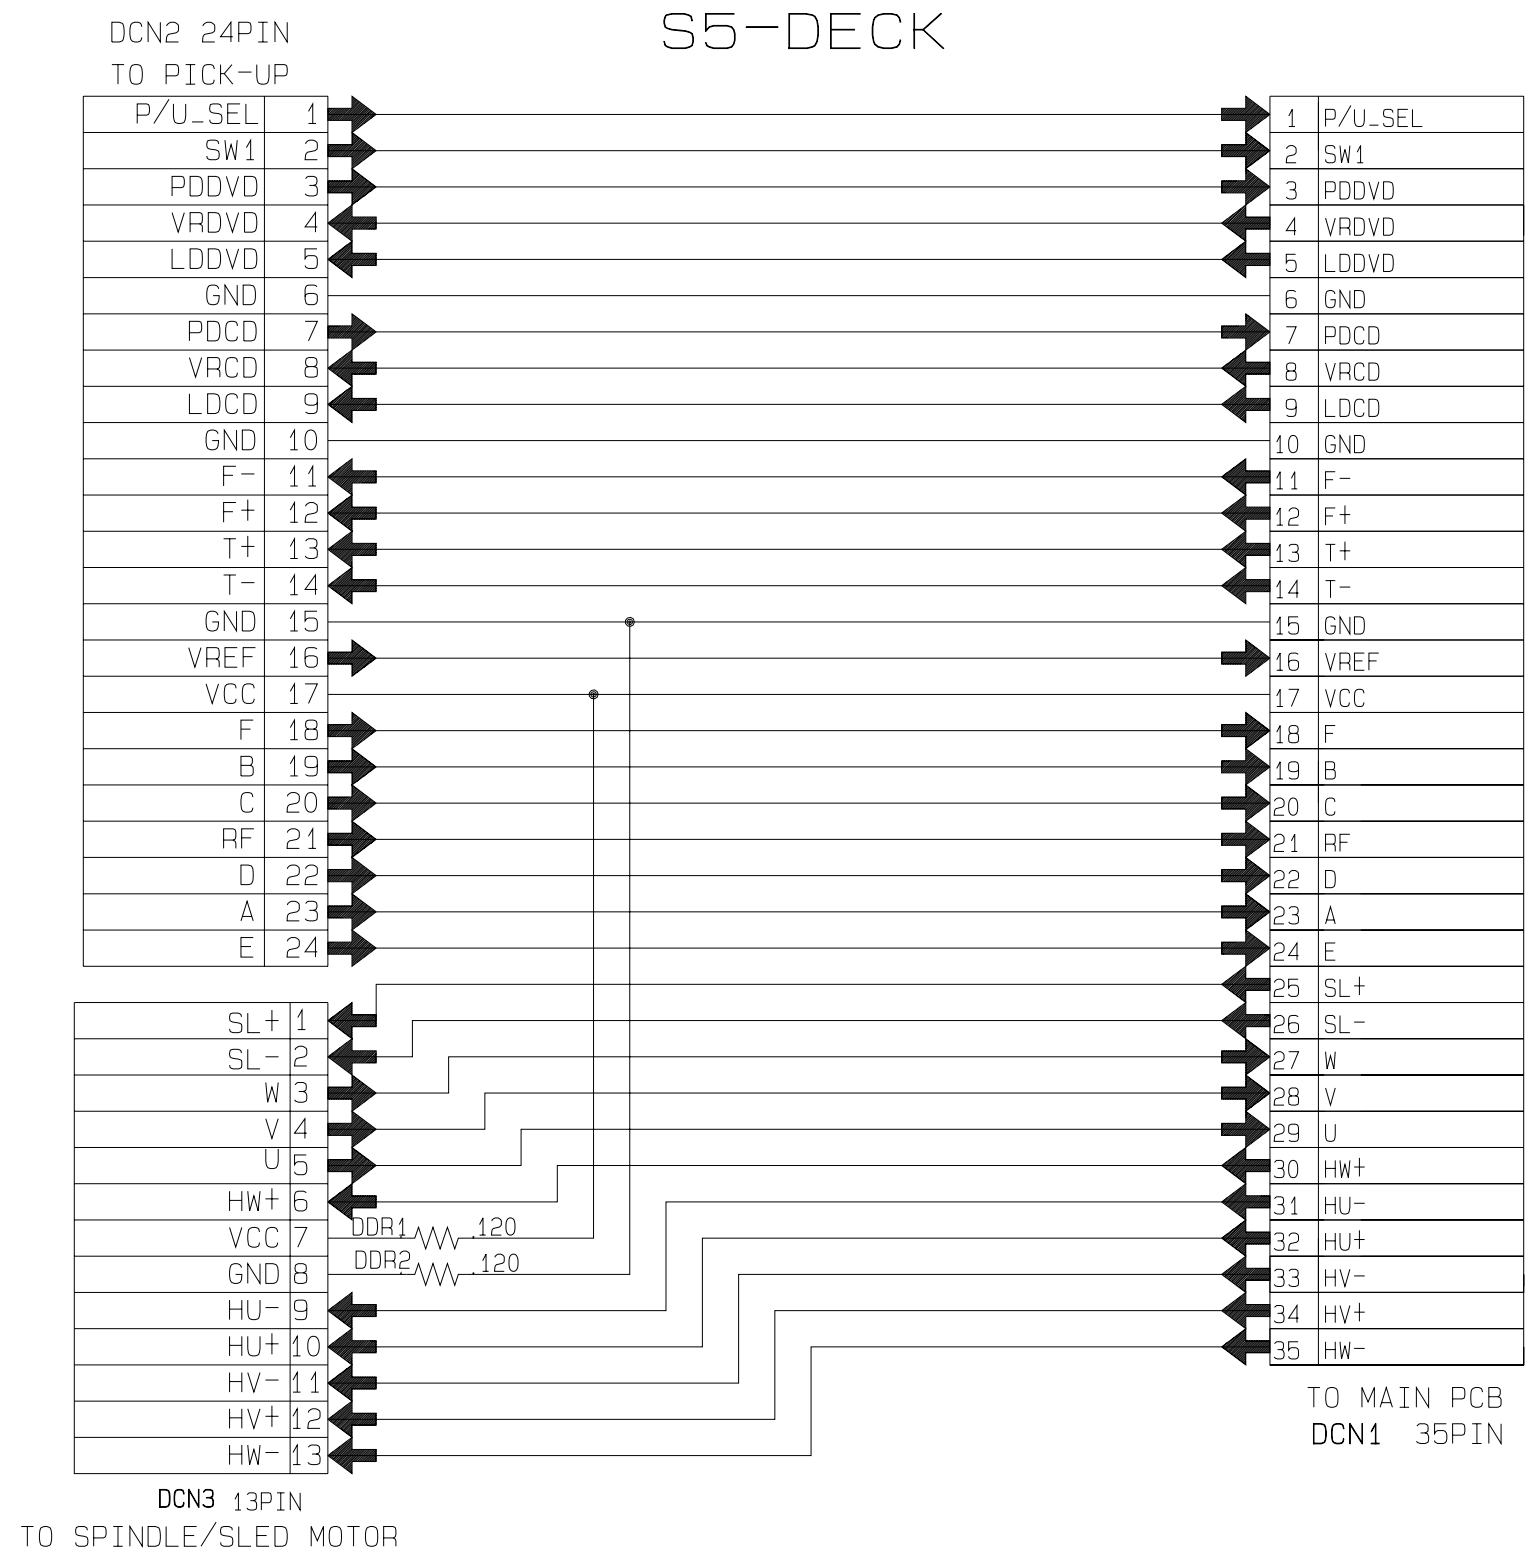 S5-DECK
DCN2 24PIN
TO PICK-UP
P/U_SEL 1
SW1 2
PDDVD 3
VRDVD 4
LDDVD 5
GND 6
PDCD 7
VRCD 8
LDCD 9
GND 10
F- 11
F+ 12
T+ 13
T- 14
GND 15
VREF 16
VCC 17
F 18
B 19
C 20
RF 21
D 22
A 23
E 24
SL+ 1
SL- 2
W 3
V 4
U 5
HW+ 6
VCC 7
GND 8
HU- 9
HU+ 10
HV- 11
HV+ 12
HW- 13
DCN3 13PIN
TO SPINDLE/SLED MOTOR
DDR1 120
DDR2 120
1 P/U_SEL
2 SW1
3 PDDVD
4 VRDVD
5 LDDVD
6 GND
7 PDCD
8 VRCD
9 LDCD
10 GND
11 F-
12 F+
13 T+
14 T-
15 GND
16 VREF
17 VCC
18 F
19 B
20 C
21 RF
22 D
23 A
24 E
25 SL+
26 SL-
27 W
28 V
29 U
30 HW+
31 HU-
32 HU+
33 HV-
34 HV+
35 HW-
TO MAIN PCB
DCN1 35PIN